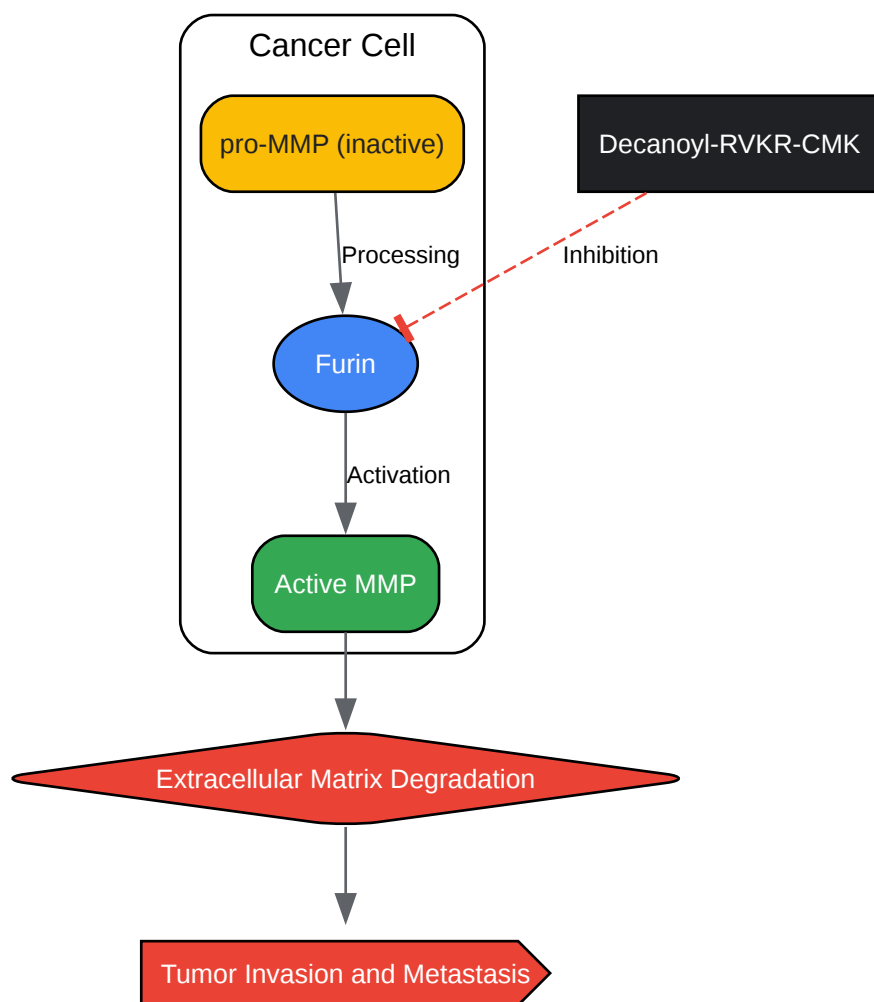 Cancer Cell
pro-MMP (inactive)
Decanoyl-RVKR-CMK
Processing
Inhibition
Furin
Activation
Active MMP
Extracellular Matrix Degradation
Tumor Invasion and Metastasis